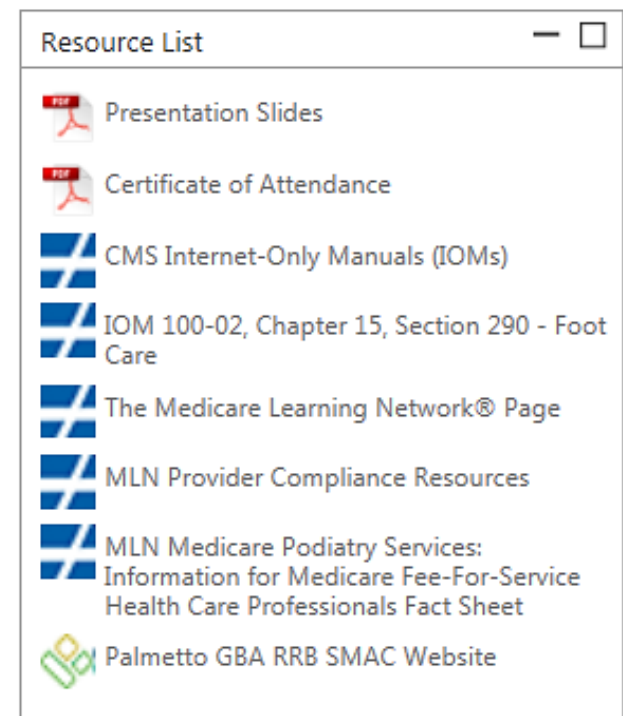 Resource List
PDF
Presentation Slides
PDF
Certificate of Attendance
CMS Internet-Only Manuals (IOMs)
IOM 100-02, Chapter 15, Section 290 - Foot
Care
The Medicare Learning Network® Page
MLN Provider Compliance Resources
MLN Medicare Podiatry Services:
Information for Medicare Fee-For-Service
Health Care Professionals Fact Sheet
Palmetto GBA RRB SMAC Website